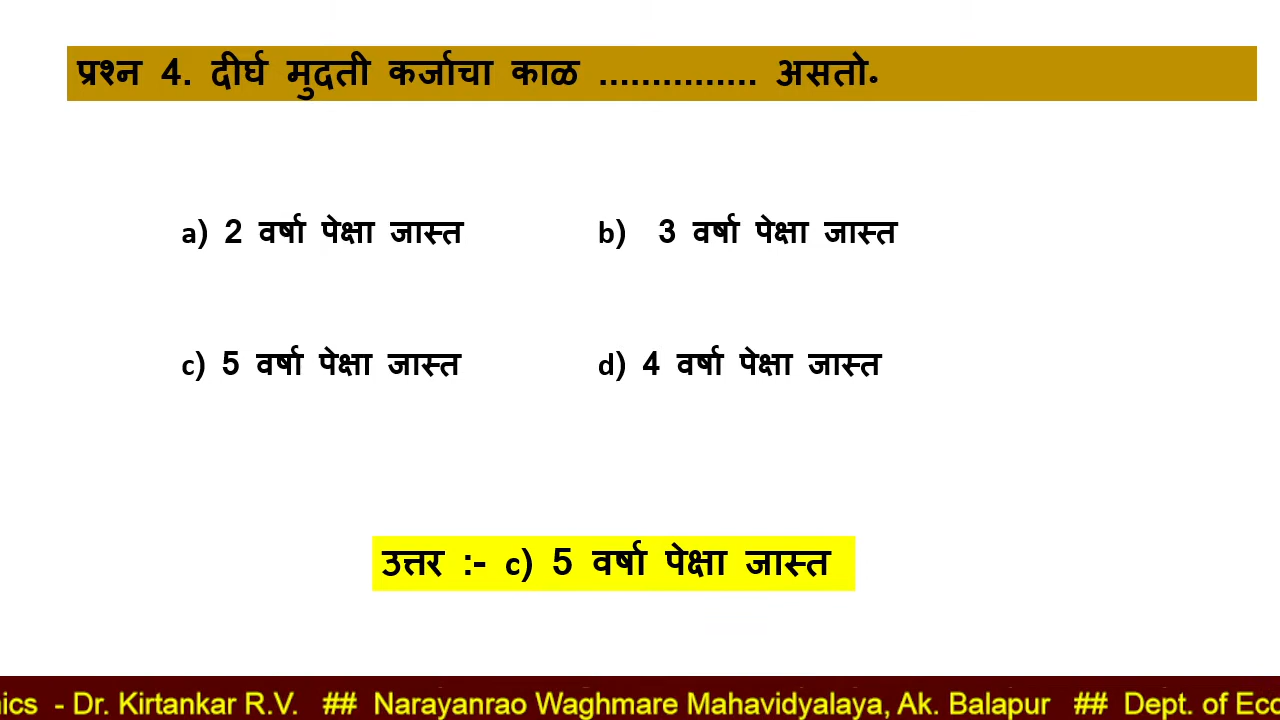 प्रश्न 4. दीर्घ मुदती कर्जाचा काळ ............... असतो.
a) 2 वर्षा पेक्षा जास्त b) 3 वर्षा पेक्षा जास्त
c) 5 वर्षा पेक्षा जास्त d) 4 वर्षा पेक्षा जास्त
उत्तर :- c) 5 वर्षा पेक्षा जास्त
ics - Dr. Kirtankar R.V. ## Narayanrao Waghmare Mahavidyalaya, Ak. Balapur ## Dept. of Eco